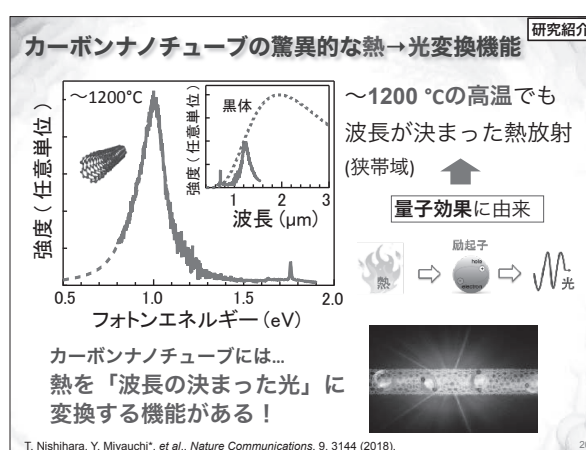 研究紹介
カーボンナノチューブの驚異的な熱→光変換機能
～1200℃
強度（任意単位）
0.5
1.0
1.5
2.0
フォトンエネルギー (eV)
黒体
強度（任意単位）
1
2
3
波長 (μm)
～1200 ℃の高温でも
波長が決まった熱放射
(狭帯域)
量子効果に由来
熱
励起子
hole
electron
光
カーボンナノチューブには...
熱を「波長の決まった光」に
変換する機能がある！
T. Nishihara, Y. Miyauchi*, et al., Nature Communications, 9, 3144 (2018).